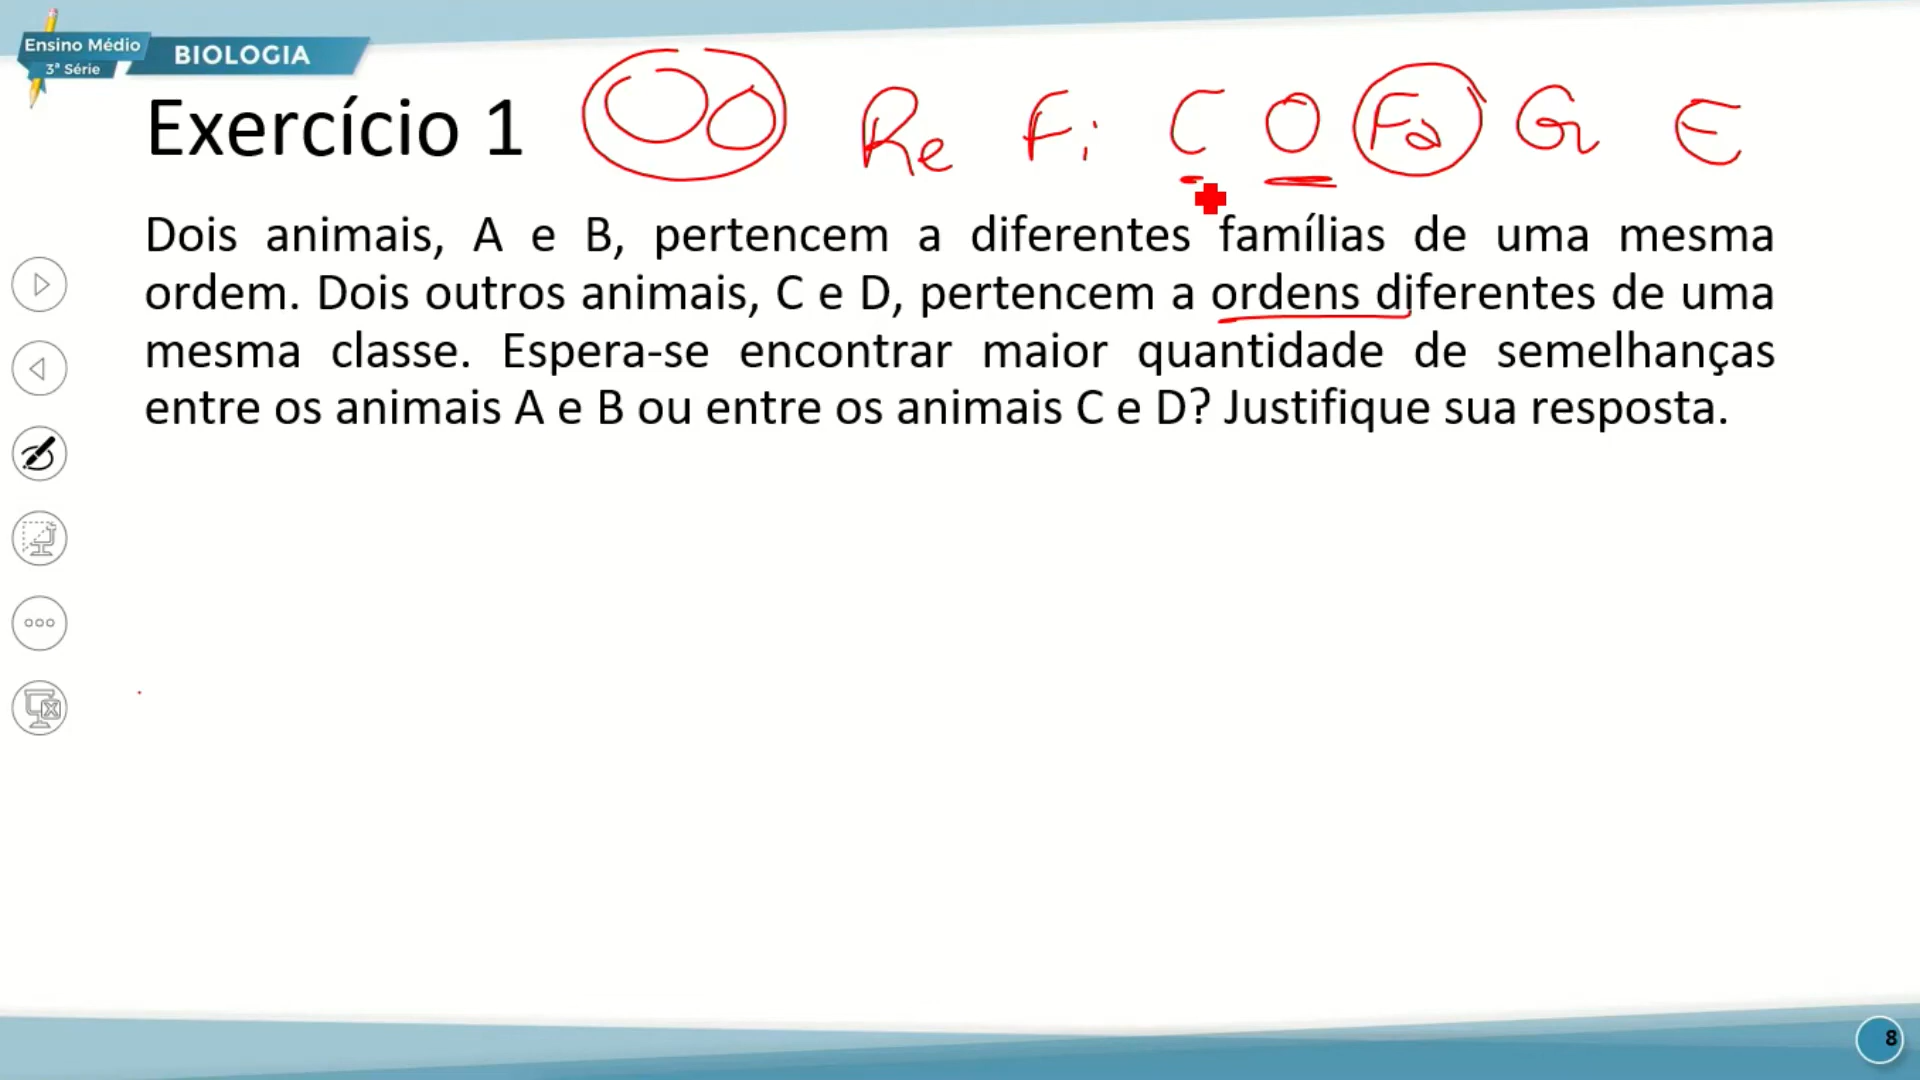 Ensino Médio
3ª Série
BIOLOGIA
Exercício 1
Re Fi C O Fa G E
Dois animais, A e B, pertencem a diferentes famílias de uma mesma
ordem. Dois outros animais, C e D, pertencem a ordens diferentes de uma
mesma classe. Espera-se encontrar maior quantidade de semelhanças
entre os animais A e B ou entre os animais C e D? Justifique sua resposta.
8